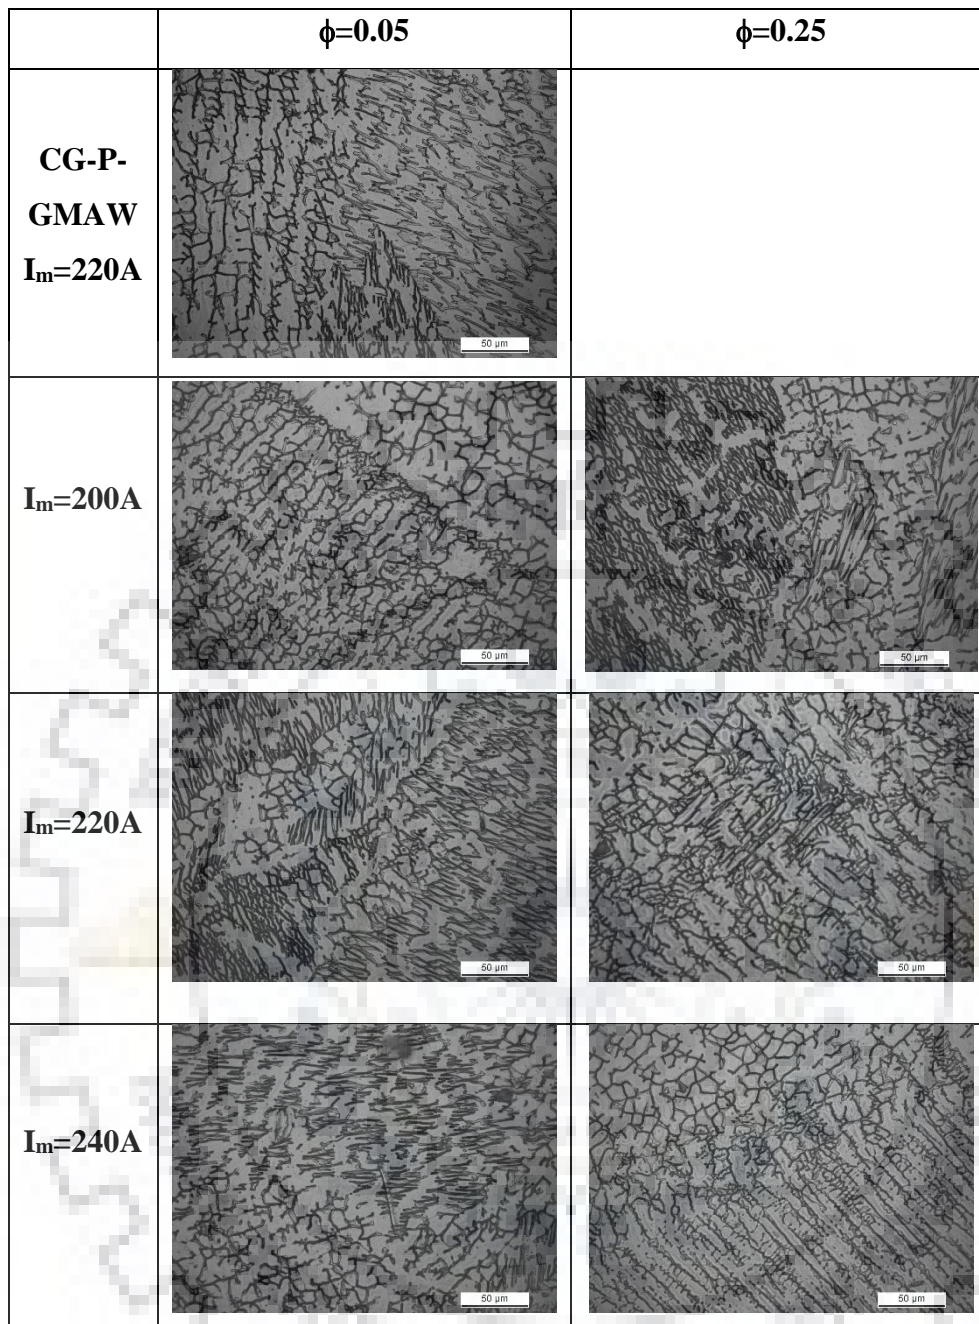 ϕ=0.05 ϕ=0.25
CG-P-
GMAW
Im=220A
50 µm
Im=200A
50 µm 50 µm
Im=220A
50 µm 50 µm
Im=240A
50 µm 50 µm